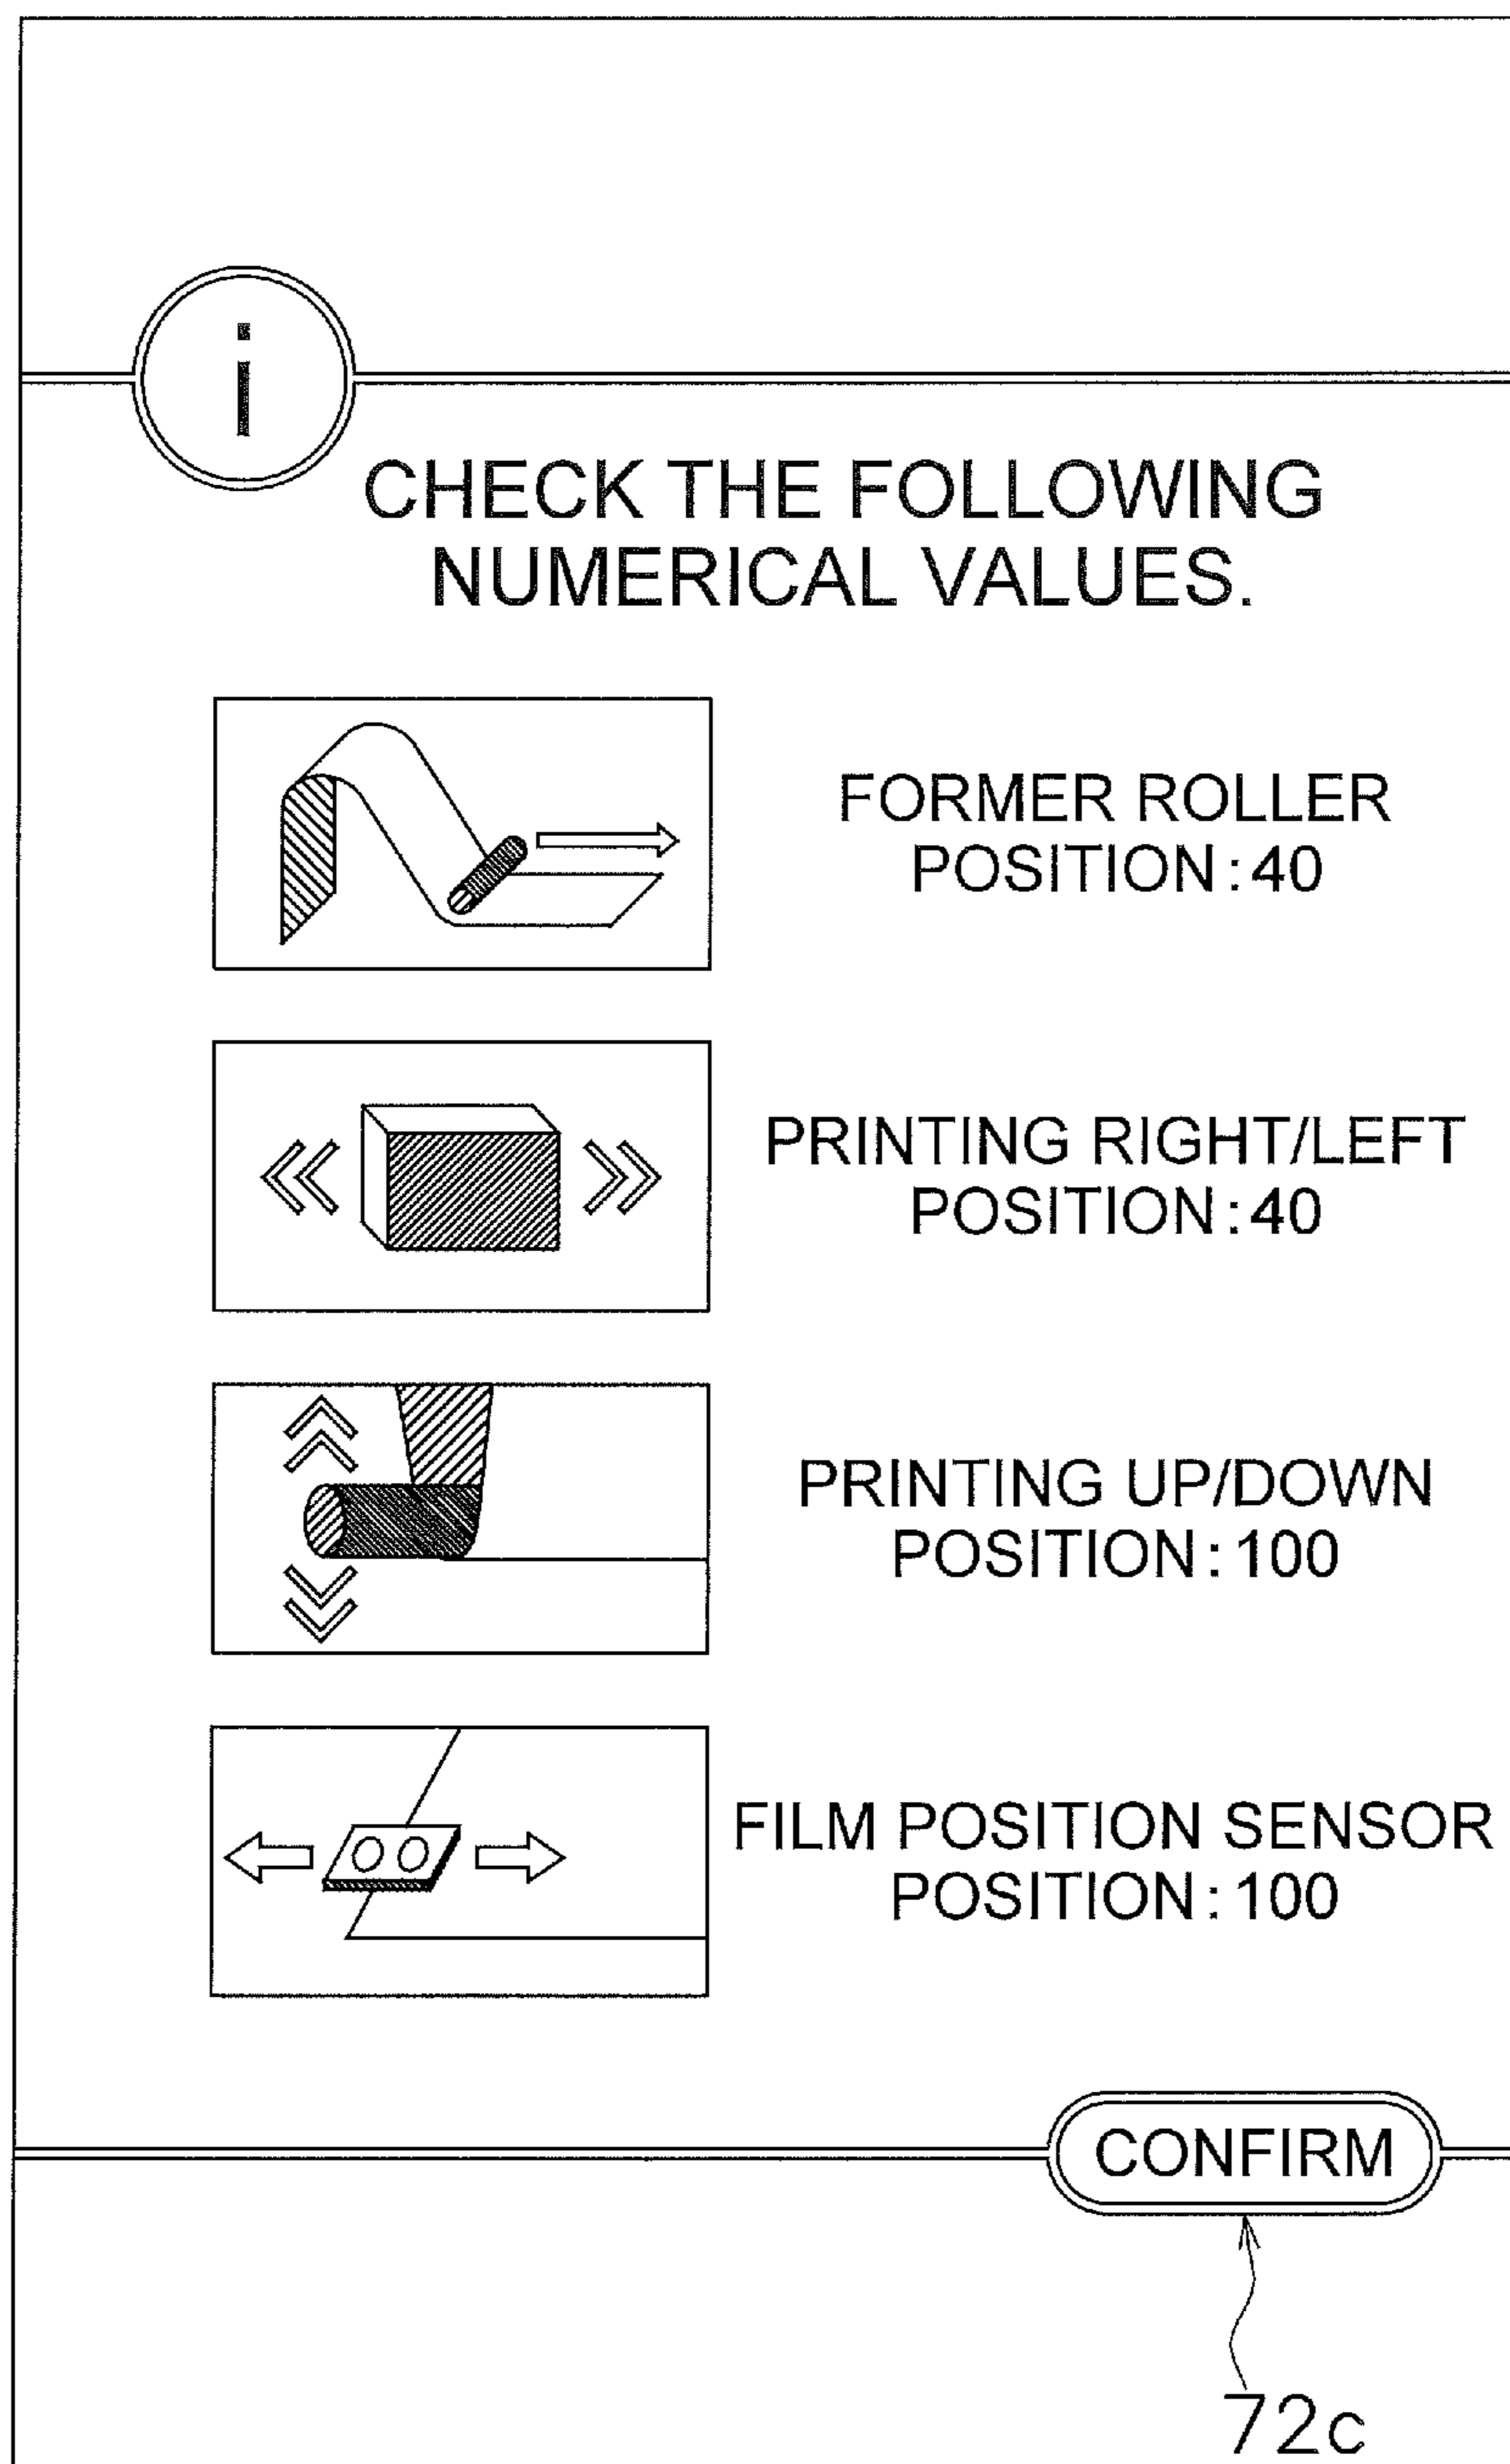 i
CHECK THE FOLLOWING
NUMERICAL VALUES.
FORMER ROLLER
POSITION:40
PRINTING RIGHT/LEFT
POSITION:40
PRINTING UP/DOWN
POSITION:100
FILM POSITION SENSOR
POSITION:100
CONFIRM
72c